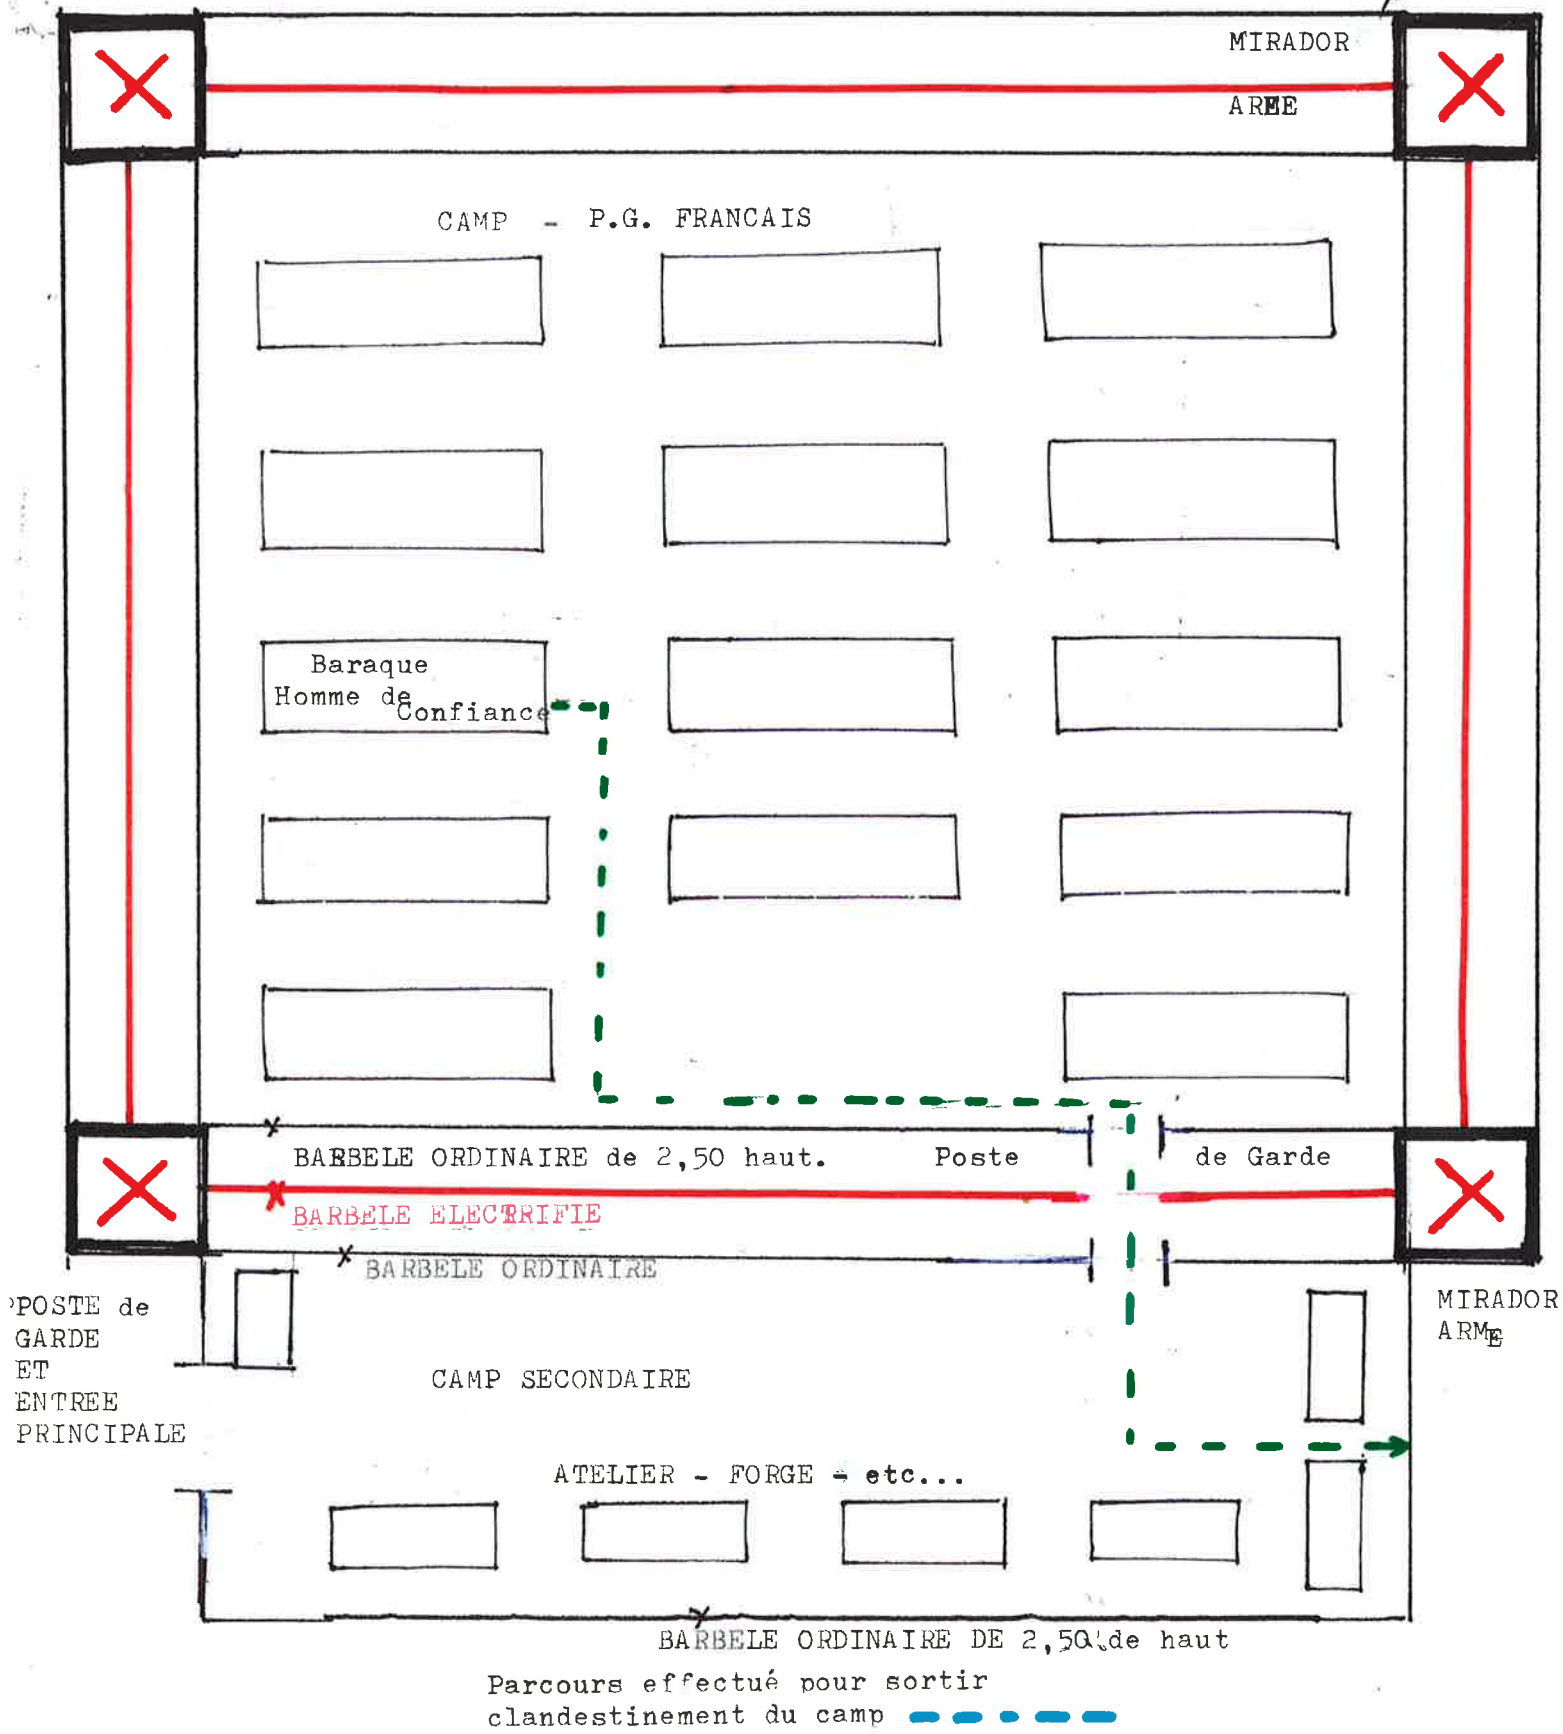 MIRADOR
ARMEE
CAMP - P.G. FRANCAIS
Baraque
Homme de
Confiance
BARBELE ORDINAIRE de 2,50 haut. Poste de Garde
BARBELE ELECTRIFIE
BARBELE ORDINAIRE
POSTE de
GARDE
ET
ENTREE
PRINCIPALE
MIRADOR
ARME
CAMP SECONDAIRE
ATELIER - FORGE - etc...
BARBELE ORDINAIRE DE 2,50 de haut
Parcours effectué pour sortir
clandestinement du camp